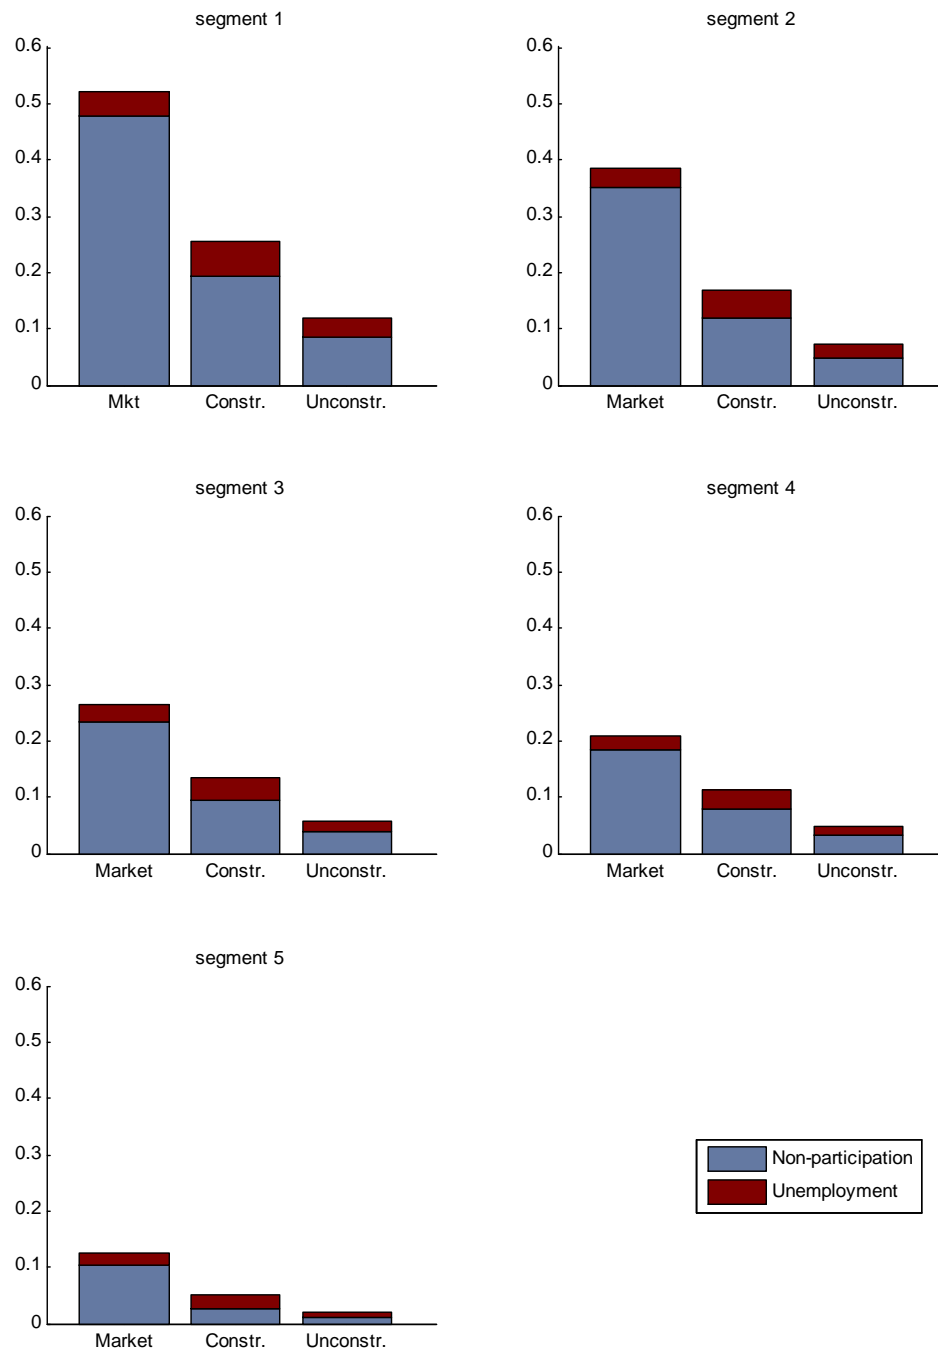 segment 1
0.6
0.5
0.4
0.3
0.2
0.1
0
Mkt Constr. Unconstr.
segment 2
0.6
0.5
0.4
0.3
0.2
0.1
0
Market Constr. Unconstr.
segment 3
0.6
0.5
0.4
0.3
0.2
0.1
0
Market Constr. Unconstr.
segment 4
0.6
0.5
0.4
0.3
0.2
0.1
0
Market Constr. Unconstr.
segment 5
0.6
0.5
0.4
0.3
0.2
0.1
0
Market Constr. Unconstr.
Non-participation
Unemployment